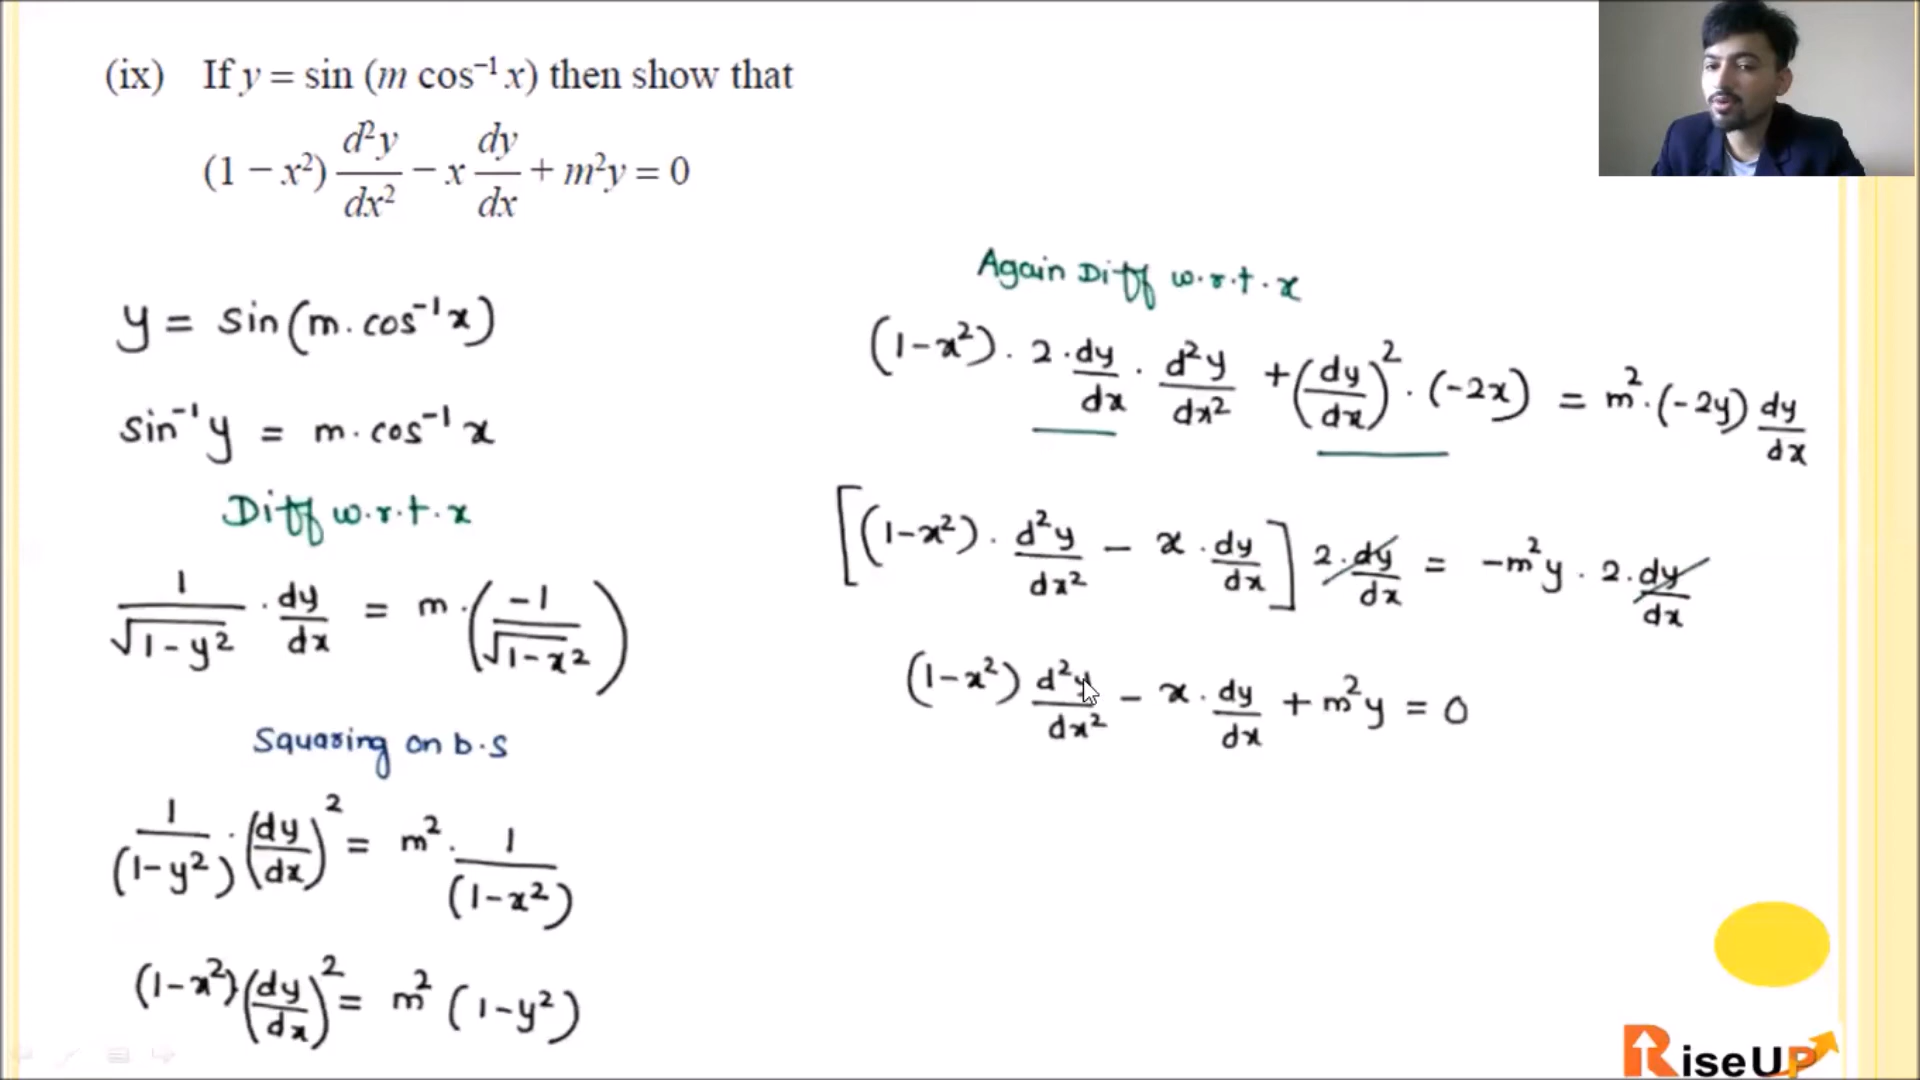 (ix) If y = sin (m cos⁻¹ x) then show that
(1 − x²) d²y/dx² − x dy/dx + m²y = 0
y = sin(m. cos⁻¹x)
sin⁻¹y = m. cos⁻¹x
Diff w.r.t. x
1/√1-y² . dy/dx = m. (-1/√1-x²)
Squaring on b.s
1/(1-y²) . (dy/dx)² = m². 1/(1-x²)
(1-x²)(dy/dx)² = m² (1-y²)
Again Diff w.r.t. x
(1-x²). 2. dy/dx . d²y/dx² + (dy/dx)² . (-2x) = m². (-2y) dy/dx
[(1-x²). d²y/dx² - x. dy/dx] 2. dy/dx = -m²y . 2. dy/dx
(1-x²) d²y/dx² - x. dy/dx + m²y = 0
RiseUP